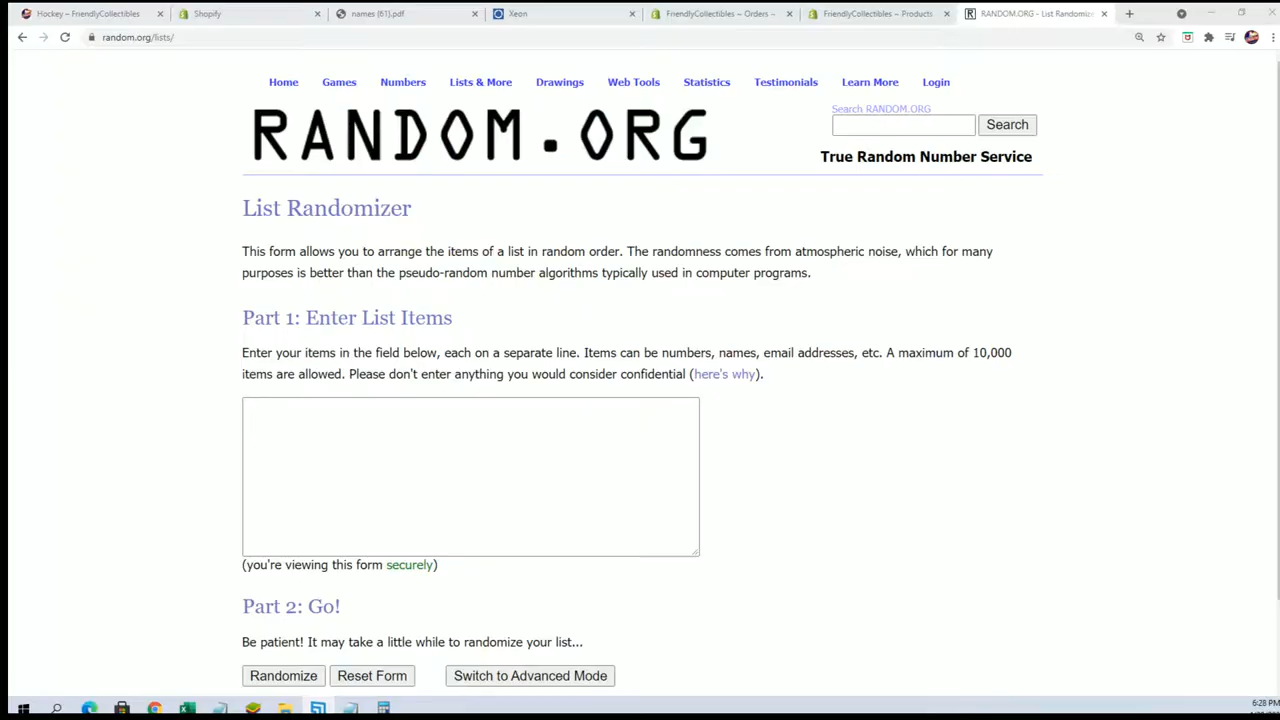 Hockey – FriendlyCollectibles
Shopify
names (61).pdf
Xeon
FriendlyCollectibles ~ Orders ~
FriendlyCollectibles ~ Products
RANDOM.ORG - List Randomize
random.org/lists/
Home Games Numbers Lists & More Drawings Web Tools Statistics Testimonials Learn More Login
RANDOM.ORG
Search RANDOM.ORG
Search
True Random Number Service
List Randomizer
This form allows you to arrange the items of a list in random order. The randomness comes from atmospheric noise, which for many
purposes is better than the pseudo-random number algorithms typically used in computer programs.
Part 1: Enter List Items
Enter your items in the field below, each on a separate line. Items can be numbers, names, email addresses, etc. A maximum of 10,000
items are allowed. Please don't enter anything you would consider confidential (here's why).
(you're viewing this form securely)
Part 2: Go!
Be patient! It may take a little while to randomize your list...
Randomize Reset Form Switch to Advanced Mode
6:28 PM